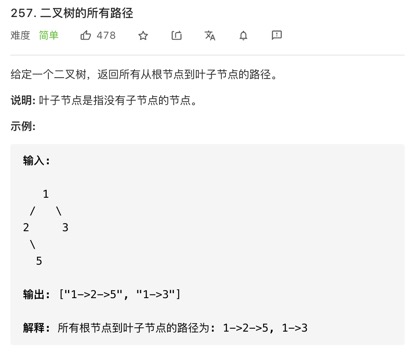 257. 二叉树的所有路径
难度 简单 478
给定一个二叉树，返回所有从根节点到叶子节点的路径。
说明: 叶子节点是指没有子节点的节点。
示例:
输入:
1
/ \
2 3
\
5
输出: ["1->2->5", "1->3"]
解释: 所有根节点到叶子节点的路径为: 1->2->5, 1->3